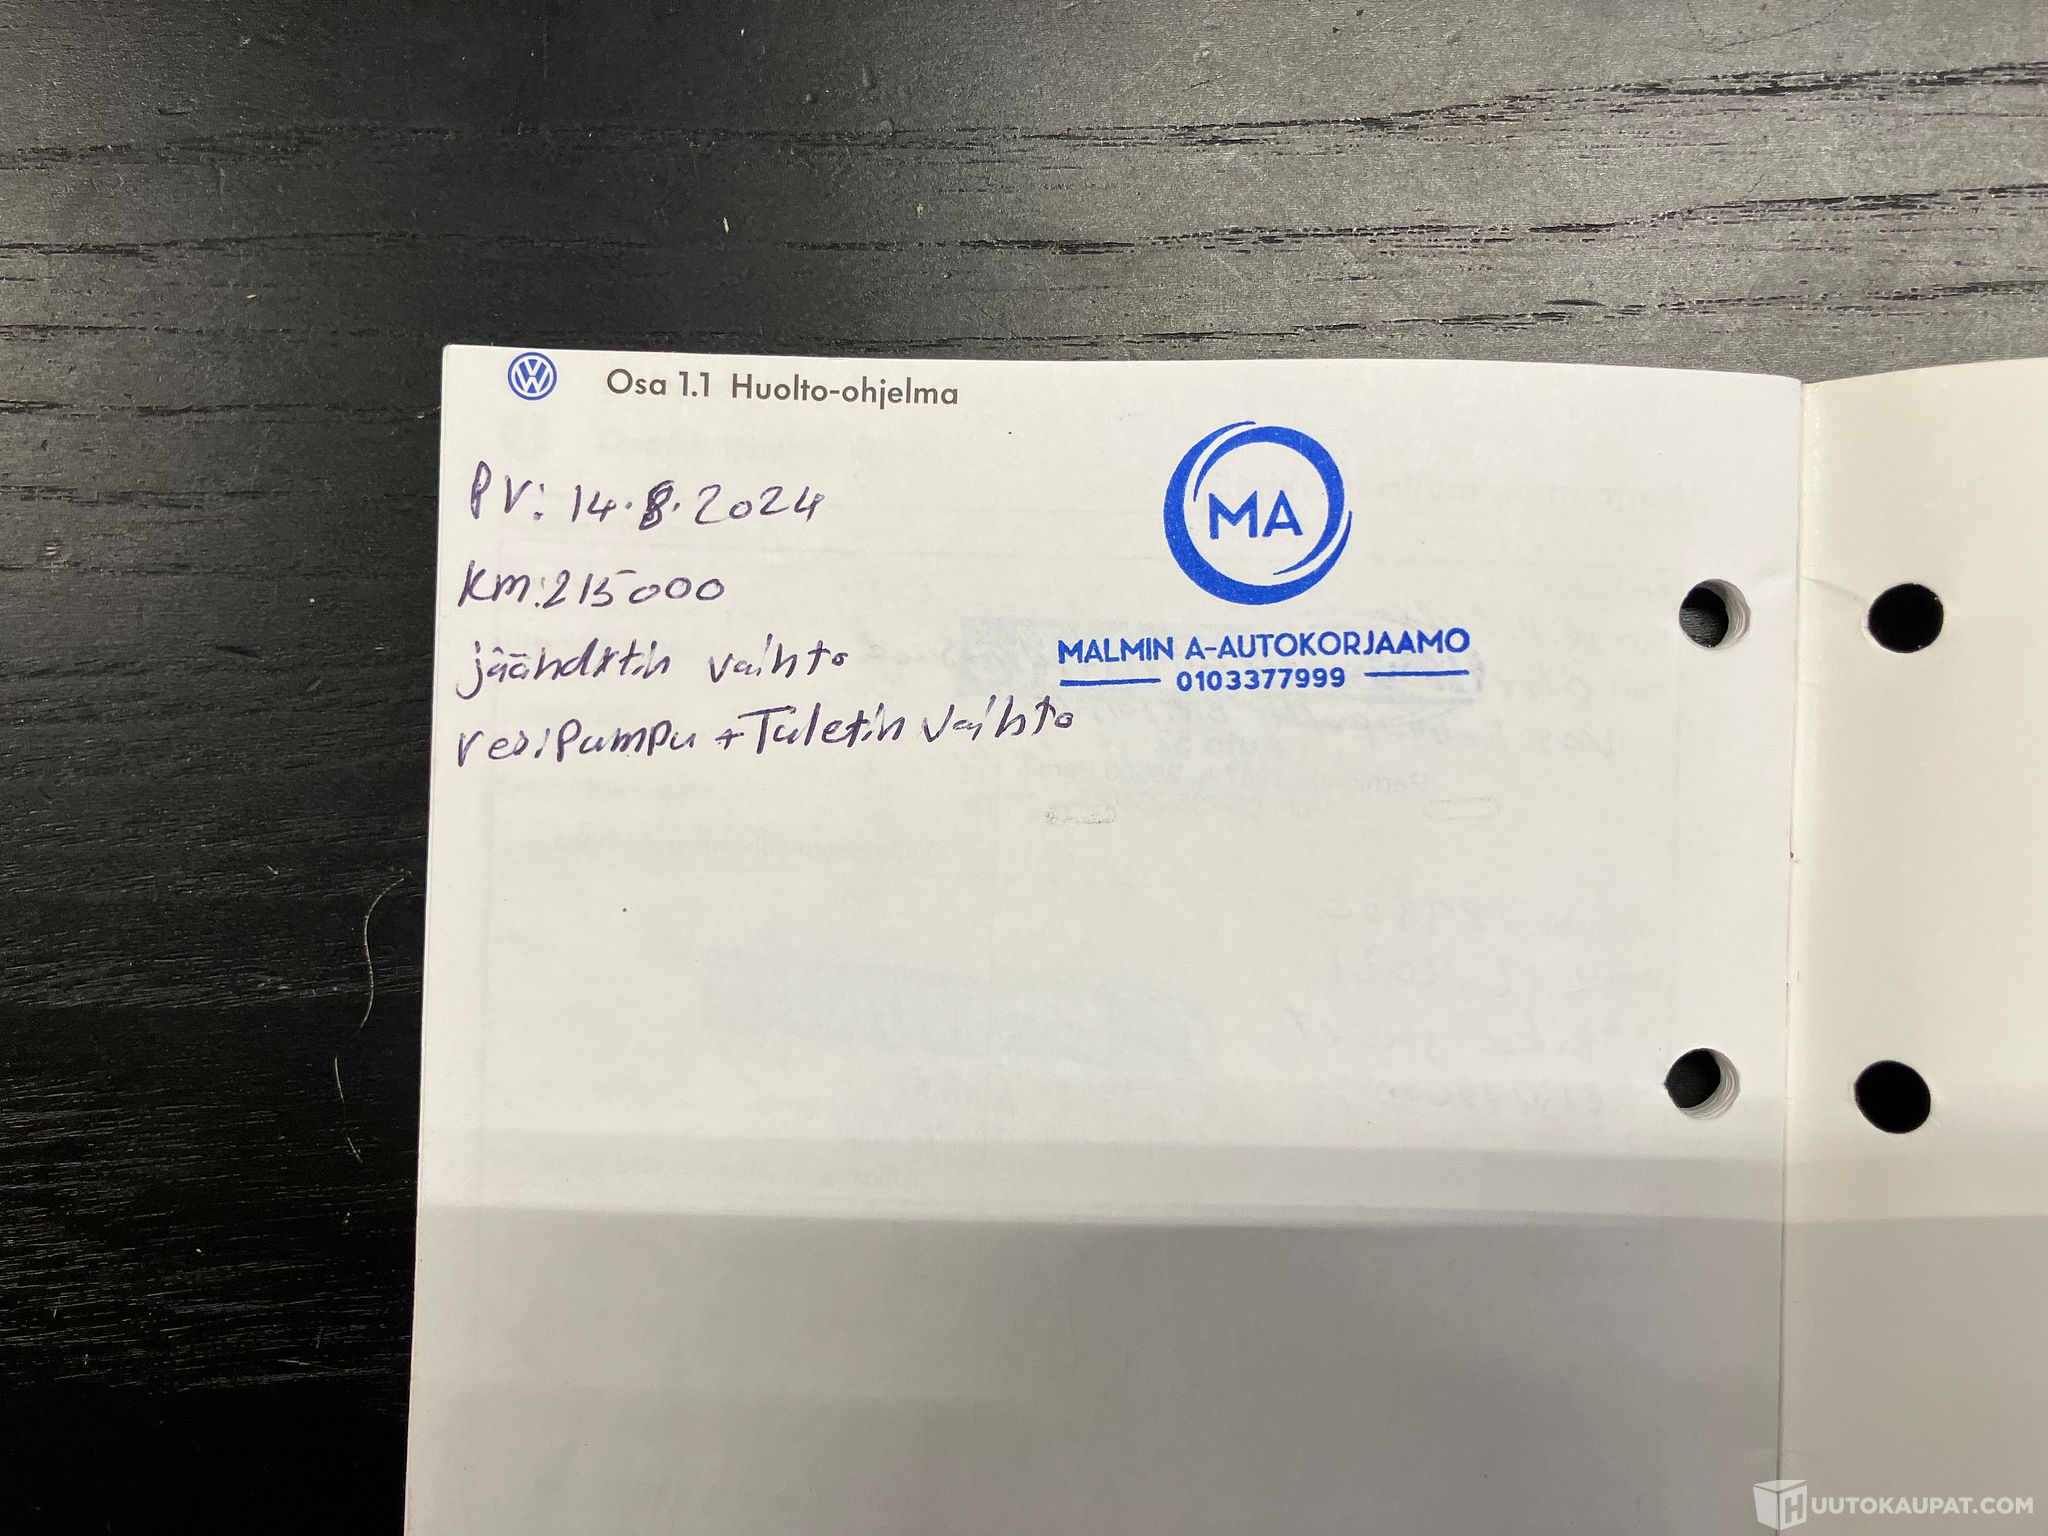 Osa 1.1 Huolto-ohjelma
PV: 14.8.2024
KM:215000
jäähdxtin vaihto
vesipumpu + Tuletin vaihto
MA
MALMIN A-AUTOKORJAAMO
0103377999
HUUTOKAUPAT.COM